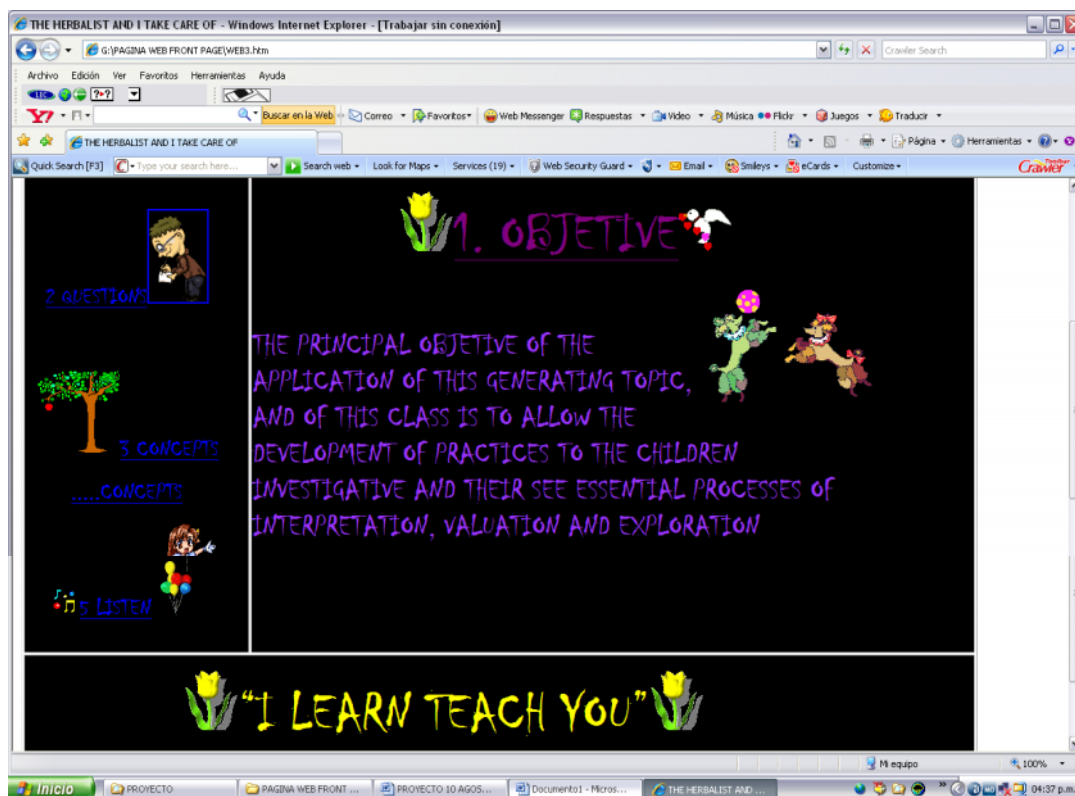 THE HERBALIST AND I TAKE CARE OF - Windows Internet Explorer - [Trabajar sin conexión]
G:\PAGINA WEB FRONT PAGE\WEB3.htm
Crawler Search
Archivo Edición Ver Favoritos Herramientas Ayuda
Y! Buscar en la Web Correo Favoritos Web Messenger Respuestas Video Música Flickr Juegos Traducir
THE HERBALIST AND I TAKE CARE OF
Página Herramientas
Quick Search [F3] Type your search here... Search web Look for Maps Services (19) Web Security Guard Email Smileys eCards Customize Crawler Toolbar
1. OBJETIVE
2 QUESTIONS
3 CONCEPTS
.....CONCEPTS
5 LISTEN
THE PRINCIPAL OBJETIVE OF THE
APPLICATION OF THIS GENERATING TOPIC,
AND OF THIS CLASS IS TO ALLOW THE
DEVELOPMENT OF PRACTICES TO THE CHILDREN
INVESTIGATIVE AND THEIR SEE ESSENTIAL PROCESSES OF
INTERPRETATION, VALUATION AND EXPLORATION
"I LEARN TEACH YOU"
Mi equipo 100%
Inicio PROYECTO PAGINA WEB FRONT ... PROYECTO 10 AGOS... Documento1 - Micros... THE HERBALIST AND ... 04:37 p.m.